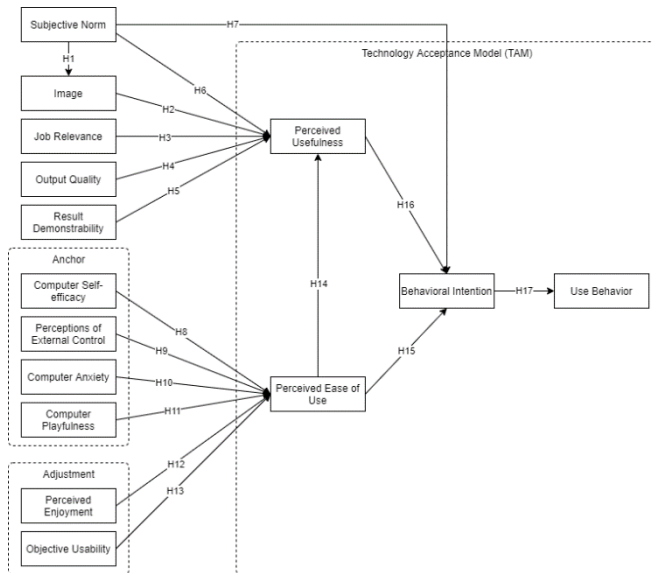 Subjective Norm
H7
Technology Acceptance Model (TAM)
H1
H6
Image
H2
Job Relevance
H3
Perceived
Usefulness
Output Quality
H4
H5
Result
Demonstrability
H16
Anchor
Computer Self-
efficacy
H14
Behavioral Intention
H17
Use Behavior
Perceptions of
External Control
H8
H9
H15
Computer Anxiety
H10
Perceived Ease of
Use
Computer
Playfulness
H11
Adjustment
H12
Perceived
Enjoyment
H13
Objective Usability